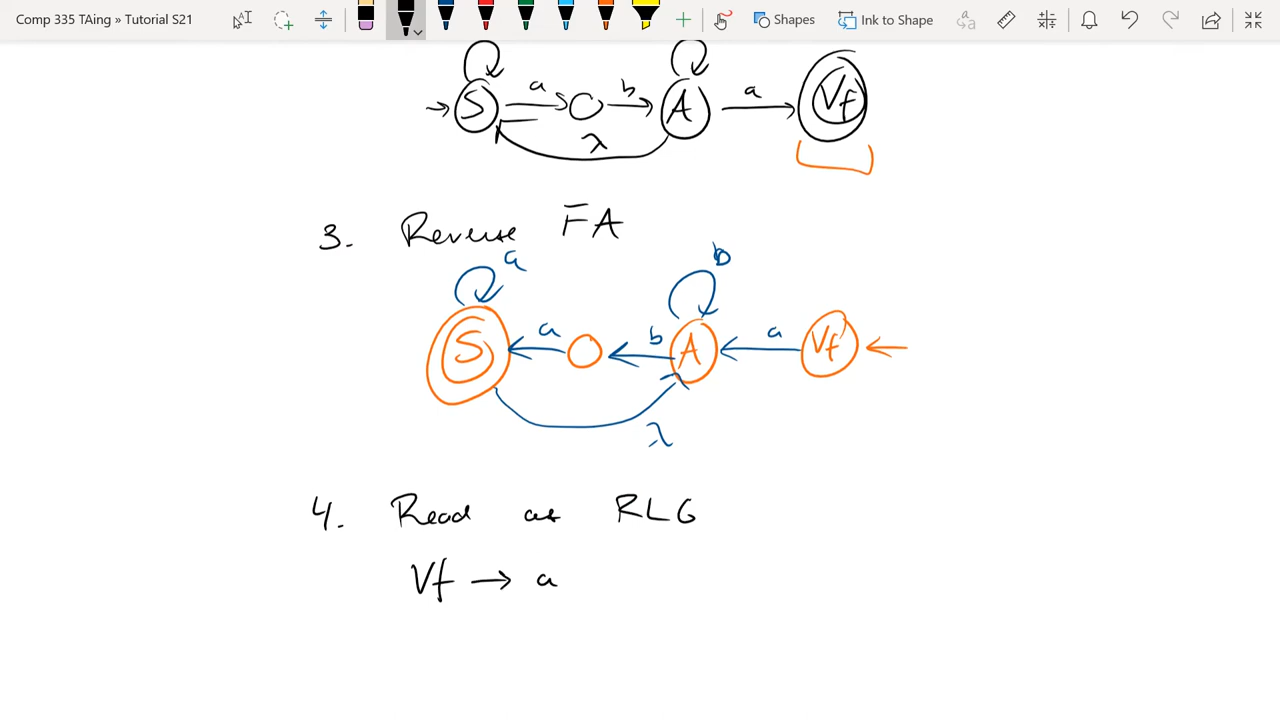 Comp 335 TAing » Tutorial S21
Shapes
Ink to Shape
S a b A a Vf
λ
3. Reverse FA
a b
S a b A a Vf
λ
4. Read as RLG
Vf → a